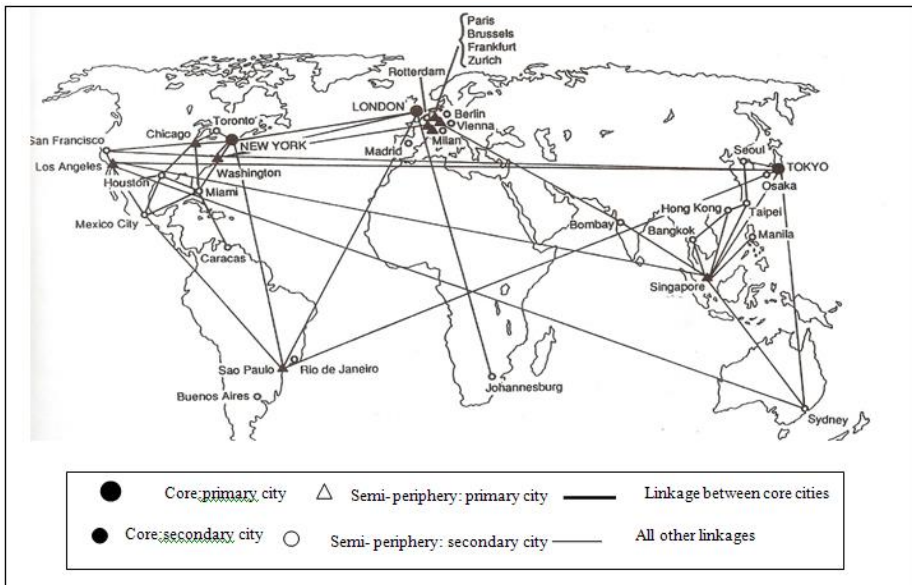 Paris
Brussels
Frankfurt
Zurich
Rotterdam
LONDON
Berlin
Vienna
Milan
Madrid
Toronto
Chicago
NEW YORK
San Francisco
Los Angeles
Washington
Houston
Miami
Mexico City
Caracas
Seoul
TOKYO
Osaka
Hong Kong
Taipei
Bombay
Bangkok
Manila
Singapore
Sao Paulo
Rio de Janeiro
Buenos Aires
Johannesburg
Sydney
Core:primary city
Semi-periphery: primary city
Linkage between core cities
Core:secondary city
Semi- periphery: secondary city
All other linkages